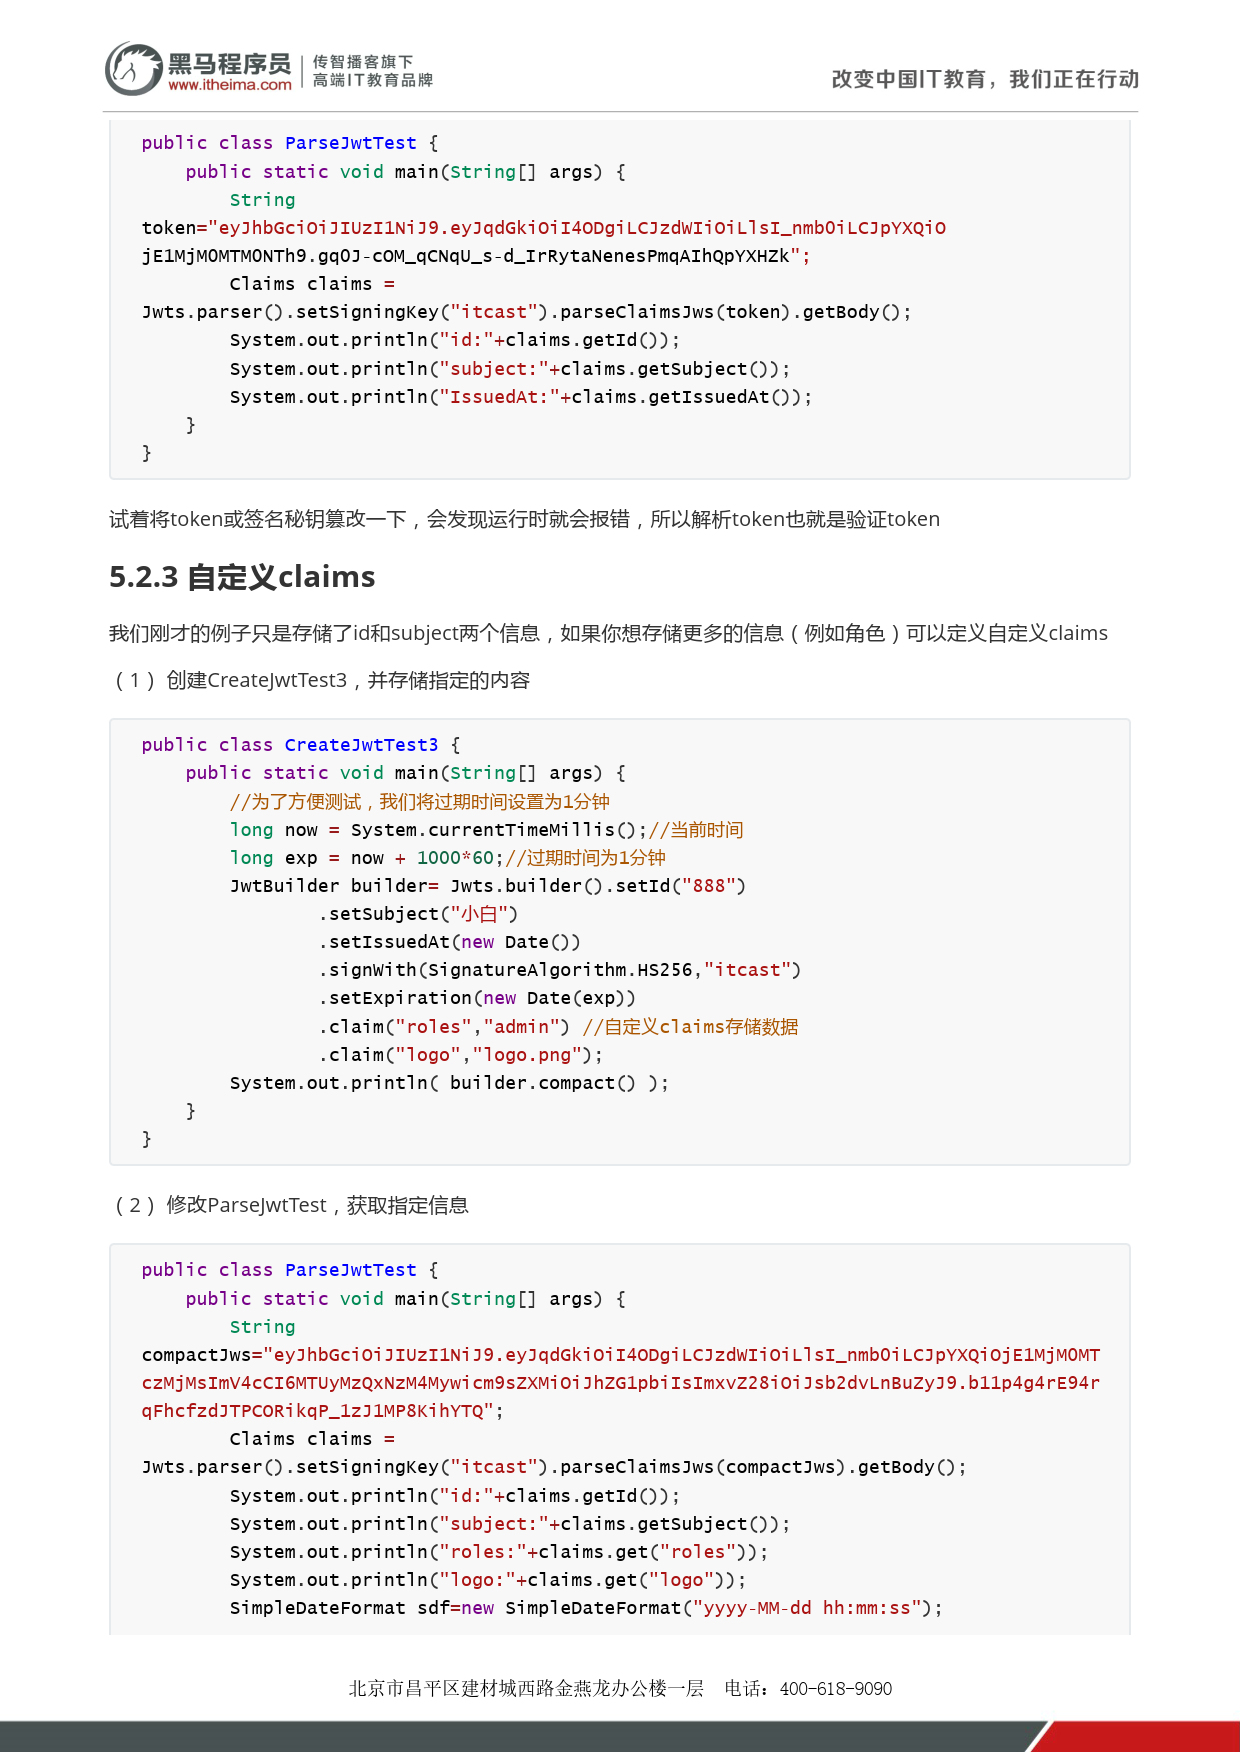 黑马程序员
www.itheima.com
传智播客旗下
高端IT教育品牌
改变中国IT教育，我们正在行动
public class ParseJwtTest {
    public static void main(String[] args) {
        String
token="eyJhbGciOiJIUzI1NiJ9.eyJqdGkiOiI4ODgiLCJzdWIiOiLlsI_nmb0iLCJpYXQiO
jE1MjM0MTM0NTh9.gq0J-cOM_qCNqU_s-d_IrRytaNenesPmqAIhQpYXHZk";
        Claims claims =
Jwts.parser().setSigningKey("itcast").parseClaimsJws(token).getBody();
        System.out.println("id:"+claims.getId());
        System.out.println("subject:"+claims.getSubject());
        System.out.println("IssuedAt:"+claims.getIssuedAt());
    }
}
试着将token或签名秘钥篡改一下，会发现运行时就会报错，所以解析token也就是验证token
5.2.3 自定义claims
我们刚才的例子只是存储了id和subject两个信息，如果你想存储更多的信息（例如角色）可以定义自定义claims
（1） 创建CreateJwtTest3，并存储指定的内容
public class CreateJwtTest3 {
    public static void main(String[] args) {
        //为了方便测试，我们将过期时间设置为1分钟
        long now = System.currentTimeMillis();//当前时间
        long exp = now + 1000*60;//过期时间为1分钟
        JwtBuilder builder= Jwts.builder().setId("888")
                .setSubject("小白")
                .setIssuedAt(new Date())
                .signWith(SignatureAlgorithm.HS256,"itcast")
                .setExpiration(new Date(exp))
                .claim("roles","admin") //自定义claims存储数据
                .claim("logo","logo.png");
        System.out.println( builder.compact() );
    }
}
（2） 修改ParseJwtTest，获取指定信息
public class ParseJwtTest {
    public static void main(String[] args) {
        String
compactJws="eyJhbGciOiJIUzI1NiJ9.eyJqdGkiOiI4ODgiLCJzdWIiOiLlsI_nmb0iLCJpYXQiOjE1MjM0MT
czMjMsImV4cCI6MTUyMzQxNzM4Mywicm9sZXMiOiJhZG1pbiIsImxvZ28iOiJsb2dvLnBuZyJ9.b11p4g4rE94r
qFhcfzdJTPCORikqP_1zJ1MP8KihYTQ";
        Claims claims =
Jwts.parser().setSigningKey("itcast").parseClaimsJws(compactJws).getBody();
        System.out.println("id:"+claims.getId());
        System.out.println("subject:"+claims.getSubject());
        System.out.println("roles:"+claims.get("roles"));
        System.out.println("logo:"+claims.get("logo"));
        SimpleDateFormat sdf=new SimpleDateFormat("yyyy-MM-dd hh:mm:ss");
北京市昌平区建材城西路金燕龙办公楼一层 电话：400-618-9090